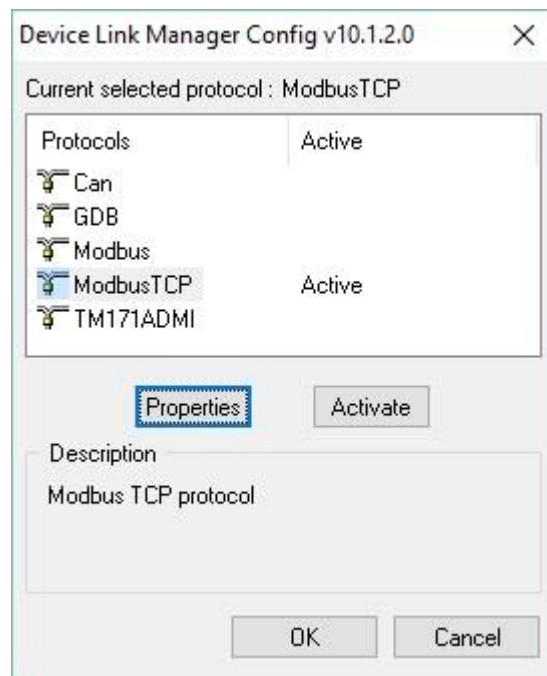 Device Link Manager Config v10.1.2.0
Current selected protocol : ModbusTCP
Protocols Active
Can
GDB
Modbus
ModbusTCP Active
TM171ADMI
Properties Activate
Description
Modbus TCP protocol
OK Cancel